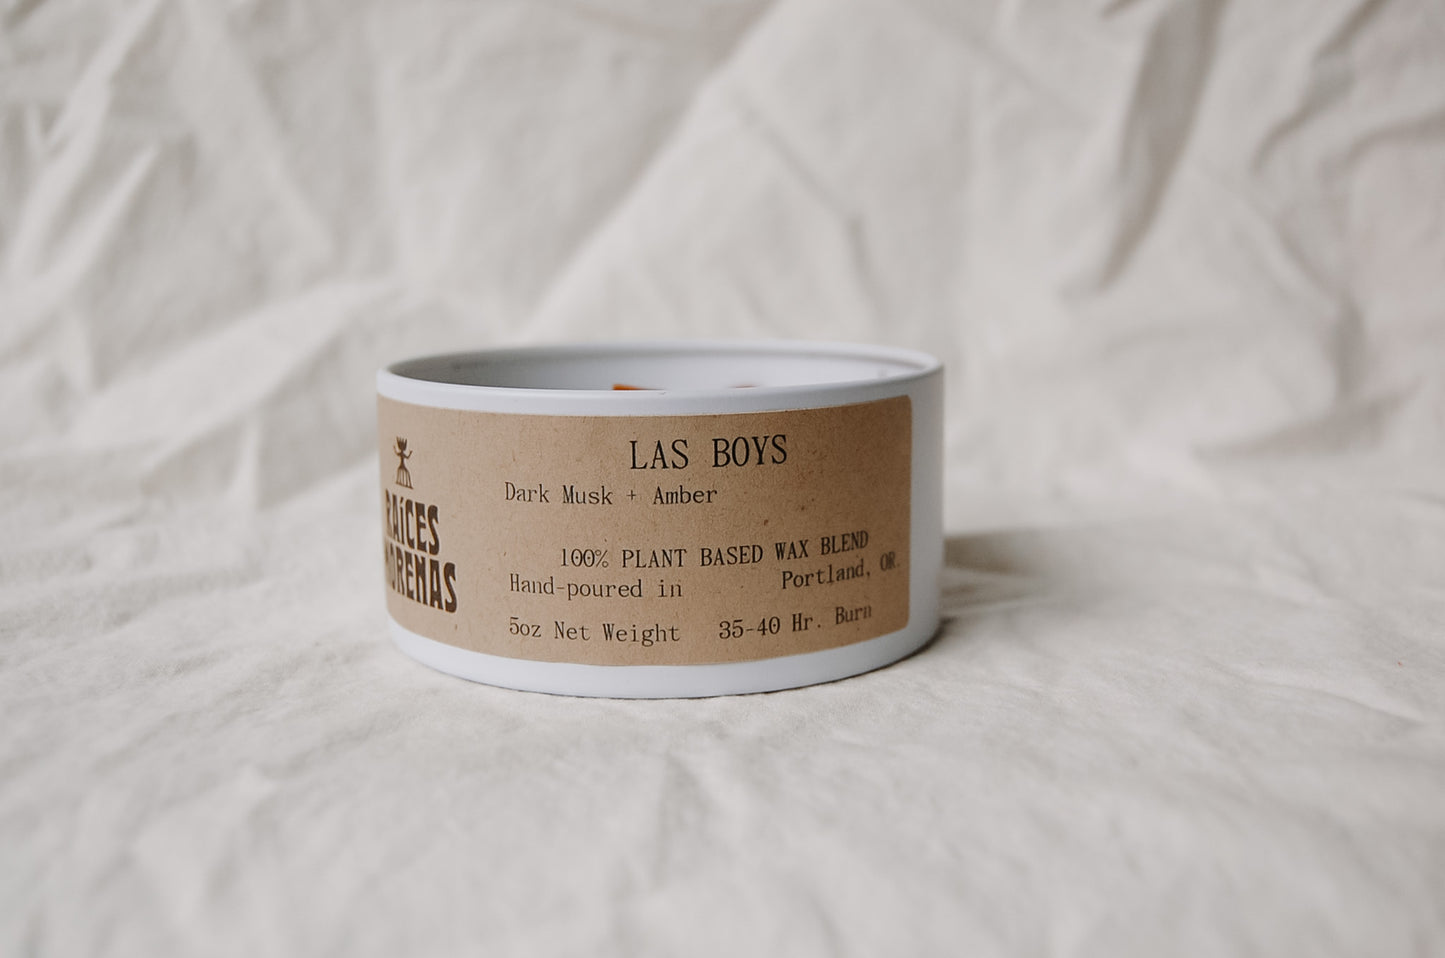 RAÍCES
MORENAS
LAS BOYS
Dark Musk + Amber
100% PLANT BASED WAX BLEND
Hand-poured in Portland, OR.
5oz Net Weight 35-40 Hr. Burn